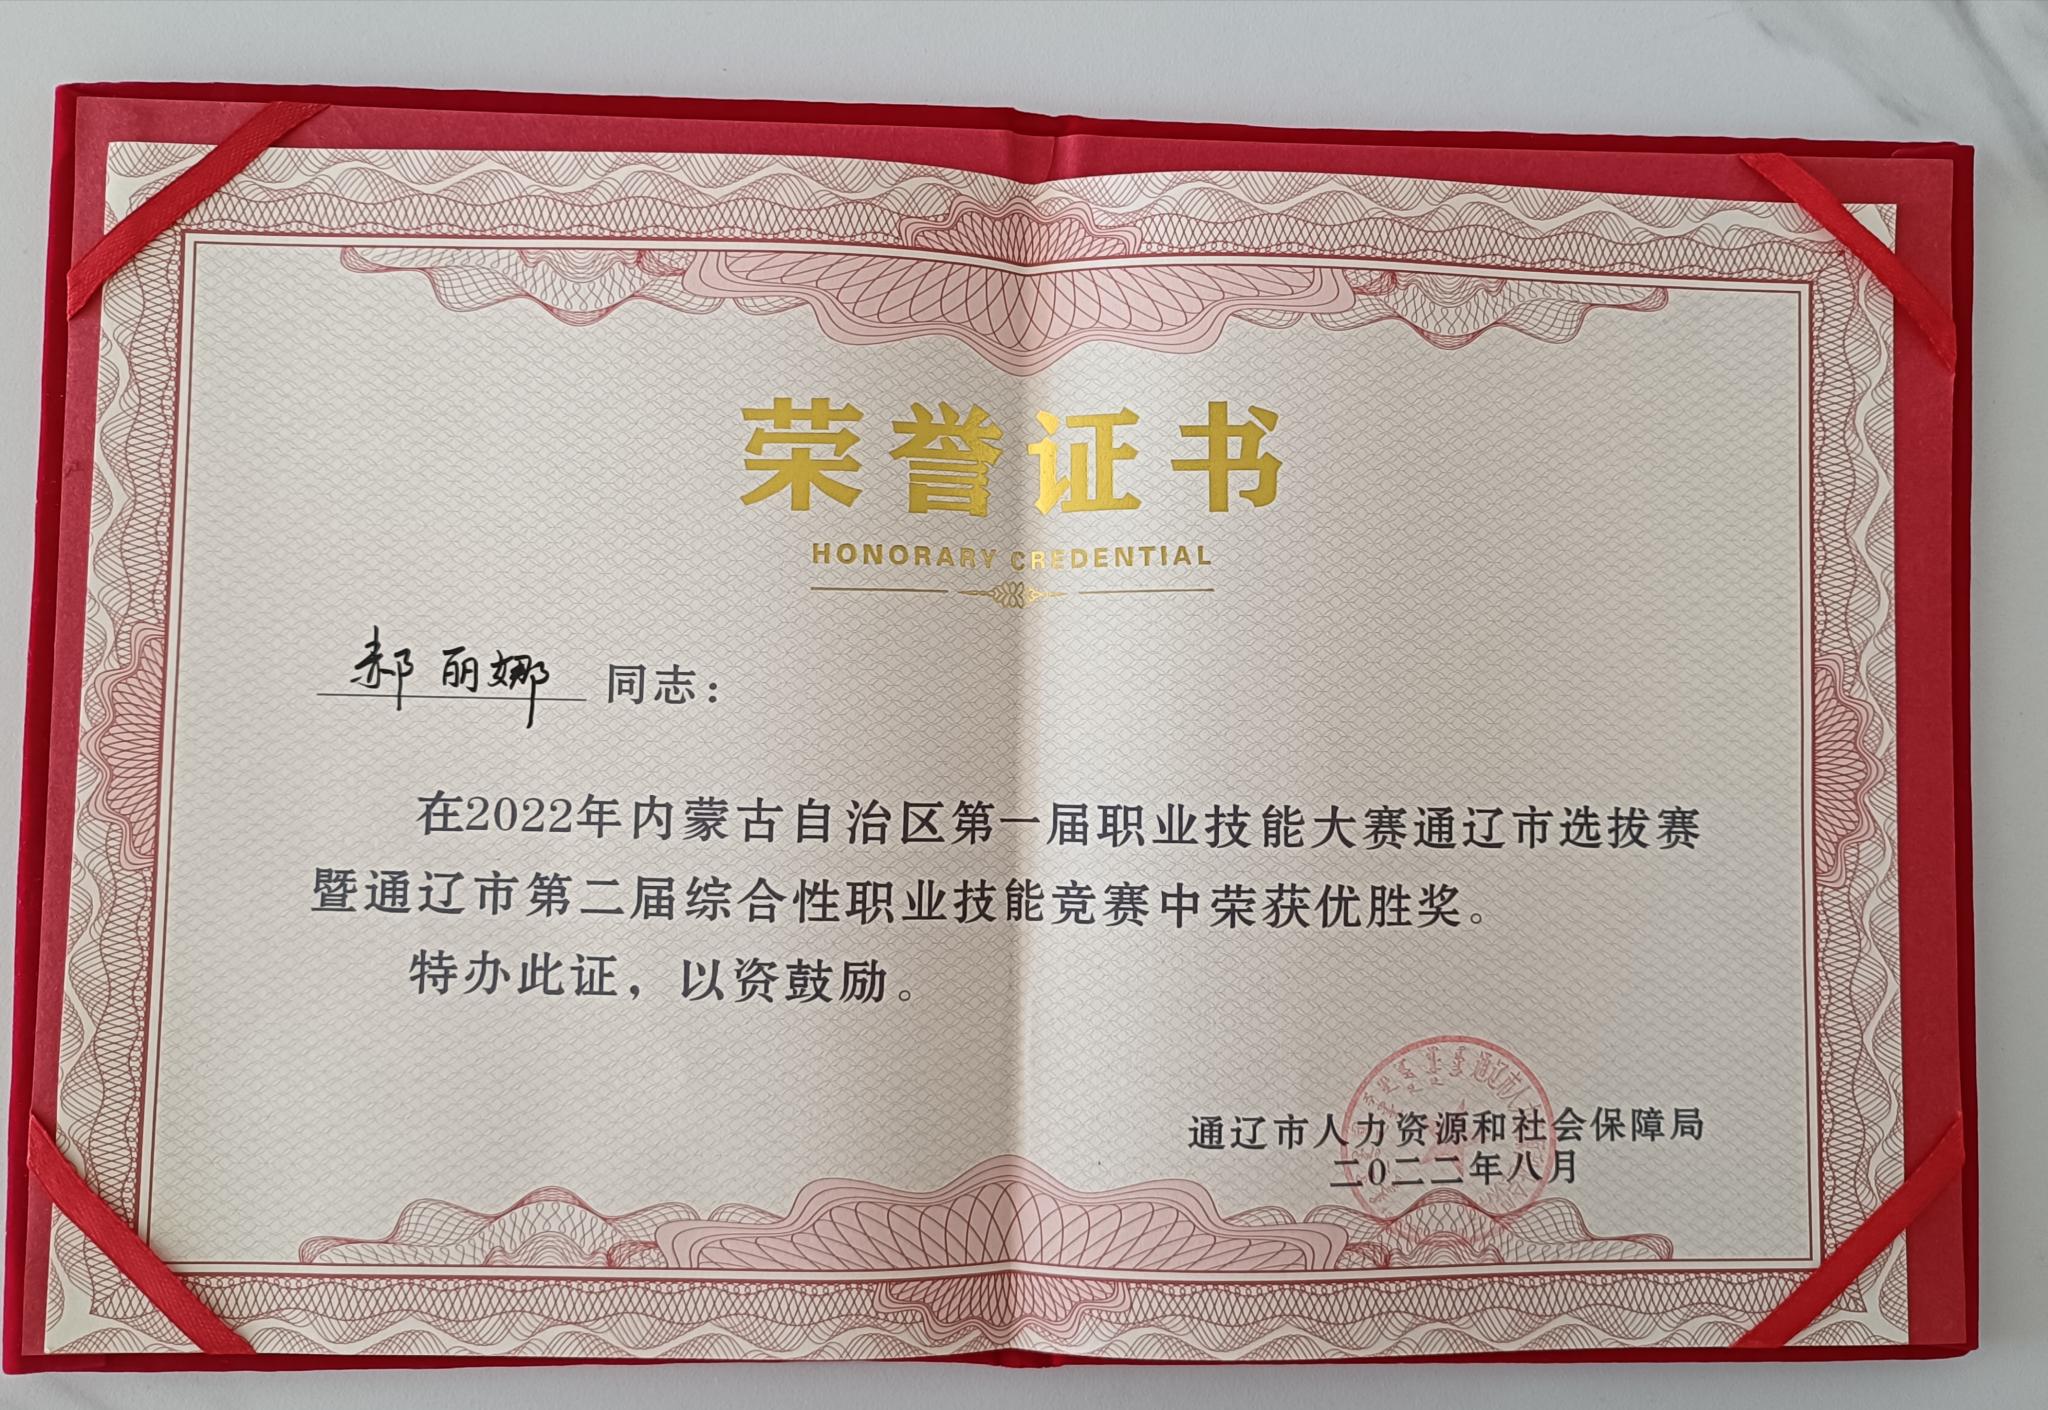 荣誉证书
HONORARY CREDENTIAL
郝丽娜 同志：
在2022年内蒙古自治区第一届职业技能大赛通辽市选拔赛
暨通辽市第二届综合性职业技能竞赛中荣获优胜奖。
特办此证，以资鼓励。
通辽市
通辽市人力资源和社会保障局
二〇二二年八月